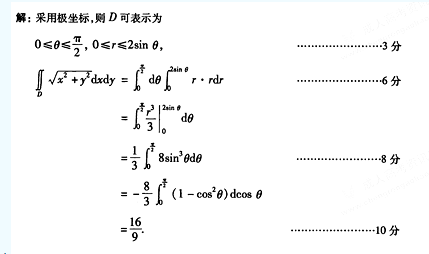 解:采用极坐标,则 D 可表示为
0≤θ≤π/2, 0≤r≤2sin θ, ……………………3 分
∬_D √(x²+y²)dxdy = ∫_0^{π/2} dθ ∫_0^{2sin θ} r·rdr ……………………6 分
= ∫_0^{π/2} r³/3 |_0^{2sin θ} dθ
= 1/3 ∫_0^{π/2} 8sin³θdθ ……………………8 分
= -8/3 ∫_0^{π/2} (1-cos²θ)dcos θ
= 16/9. ……………………10 分